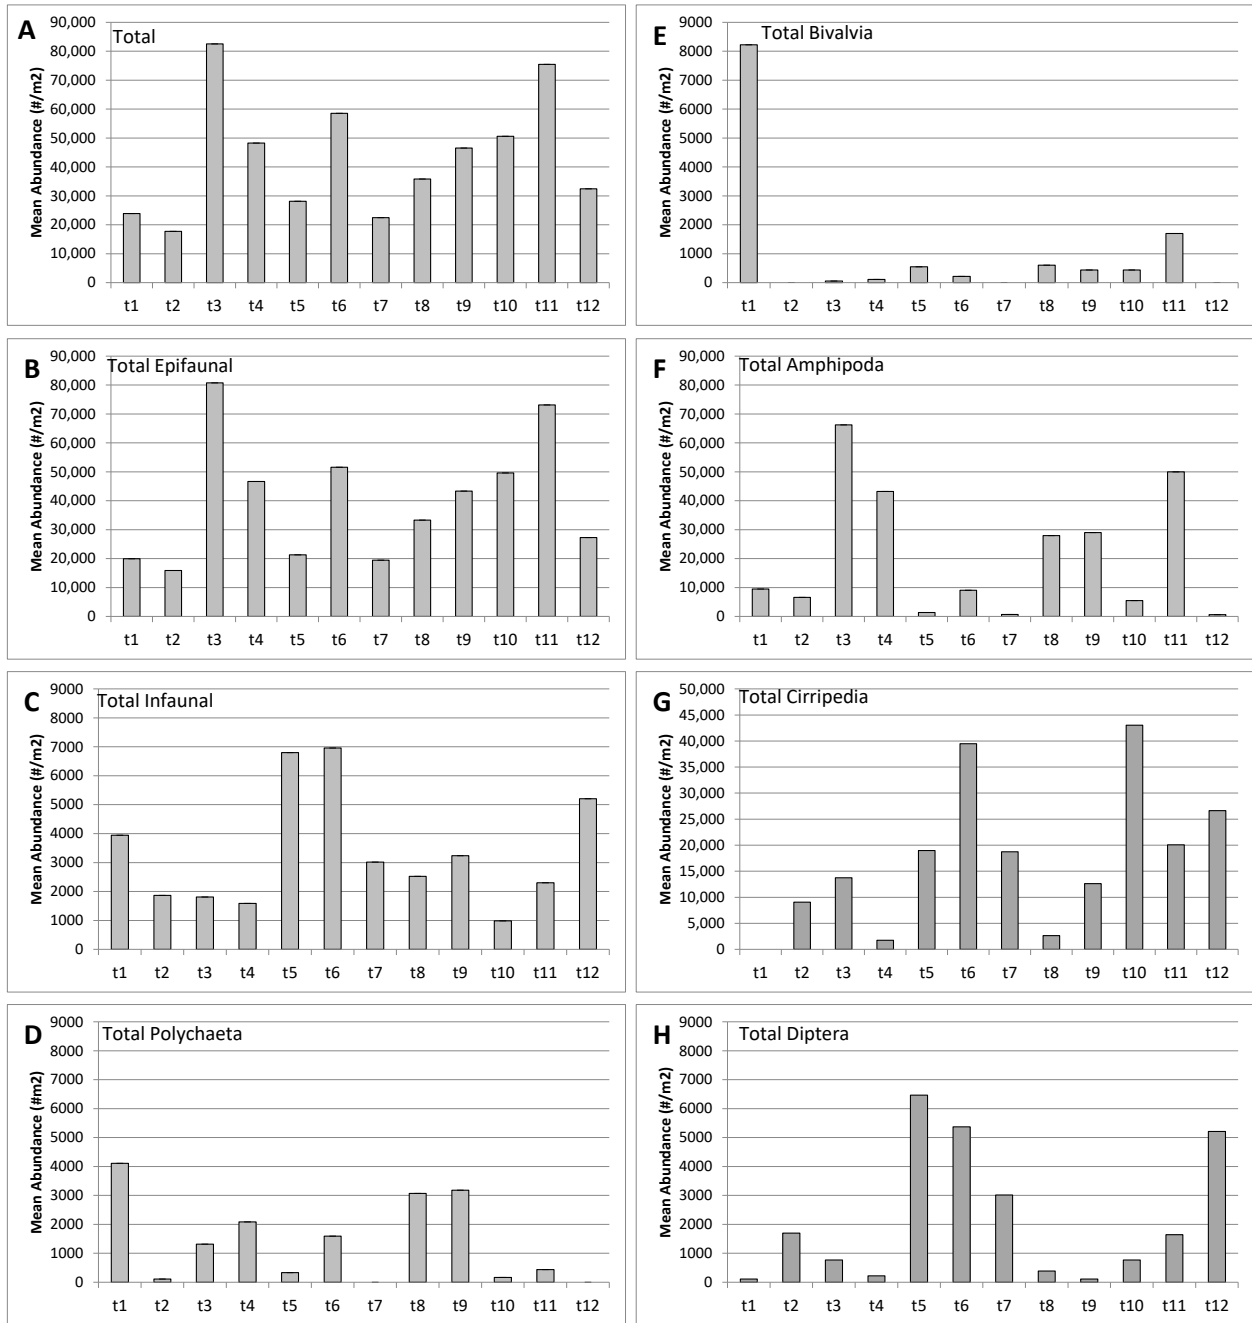 A
Total
Mean Abundance (#/m2)
90,000
80,000
70,000
60,000
50,000
40,000
30,000
20,000
10,000
0
t1 t2 t3 t4 t5 t6 t7 t8 t9 t10 t11 t12
B
Total Epifaunal
Mean Abundance (#/m2)
90,000
80,000
70,000
60,000
50,000
40,000
30,000
20,000
10,000
0
t1 t2 t3 t4 t5 t6 t7 t8 t9 t10 t11 t12
C
Total Infaunal
Mean Abundance (#/m2)
9000
8000
7000
6000
5000
4000
3000
2000
1000
0
t1 t2 t3 t4 t5 t6 t7 t8 t9 t10 t11 t12
D
Total Polychaeta
Mean Abundance (#m2)
9000
8000
7000
6000
5000
4000
3000
2000
1000
0
t1 t2 t3 t4 t5 t6 t7 t8 t9 t10 t11 t12
E
Total Bivalvia
Mean Abundance (#/m2)
9000
8000
7000
6000
5000
4000
3000
2000
1000
0
t1 t2 t3 t4 t5 t6 t7 t8 t9 t10 t11 t12
F
Total Amphipoda
Mean Abundance (#/m2)
90,000
80,000
70,000
60,000
50,000
40,000
30,000
20,000
10,000
0
t1 t2 t3 t4 t5 t6 t7 t8 t9 t10 t11 t12
G
Total Cirripedia
Mean Abundance (#/m2)
50,000
45,000
40,000
35,000
30,000
25,000
20,000
15,000
10,000
5,000
0
t1 t2 t3 t4 t5 t6 t7 t8 t9 t10 t11 t12
H
Total Diptera
Mean Abundance (#/m2)
9000
8000
7000
6000
5000
4000
3000
2000
1000
0
t1 t2 t3 t4 t5 t6 t7 t8 t9 t10 t11 t12